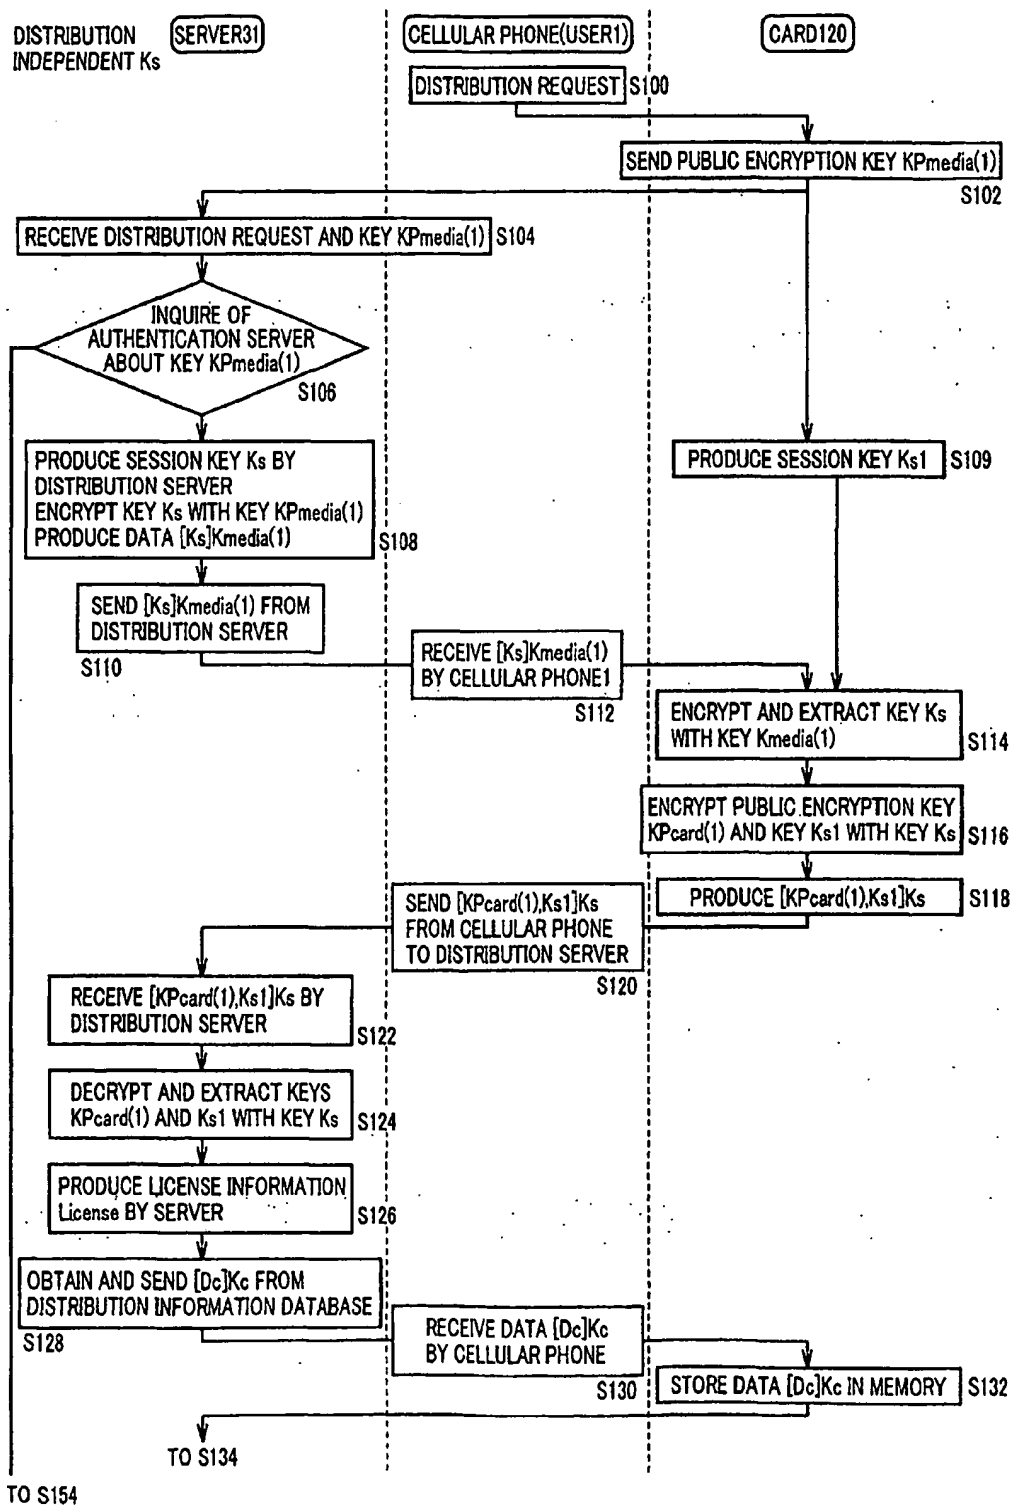 DISTRIBUTION
INDEPENDENT Ks
SERVER31
CELLULAR PHONE(USER1)
CARD120
DISTRIBUTION REQUEST
S100
SEND PUBLIC ENCRYPTION KEY KPmedia(1)
S102
RECEIVE DISTRIBUTION REQUEST AND KEY KPmedia(1)
S104
INQUIRE OF
AUTHENTICATION SERVER
ABOUT KEY KPmedia(1)
S106
PRODUCE SESSION KEY Ks BY
DISTRIBUTION SERVER
ENCRYPT KEY Ks WITH KEY KPmedia(1)
PRODUCE DATA [Ks]Kmedia(1)
S108
PRODUCE SESSION KEY Ks1
S109
SEND [Ks]Kmedia(1) FROM
DISTRIBUTION SERVER
S110
RECEIVE [Ks]Kmedia(1)
BY CELLULAR PHONE1
S112
ENCRYPT AND EXTRACT KEY Ks
WITH KEY Kmedia(1)
S114
ENCRYPT PUBLIC ENCRYPTION KEY
KPcard(1) AND KEY Ks1 WITH KEY Ks
S116
PRODUCE [KPcard(1),Ks1]Ks
S118
SEND [KPcard(1),Ks1]Ks
FROM CELLULAR PHONE
TO DISTRIBUTION SERVER
S120
RECEIVE [KPcard(1),Ks1]Ks BY
DISTRIBUTION SERVER
S122
DECRYPT AND EXTRACT KEYS
KPcard(1) AND Ks1 WITH KEY Ks
S124
PRODUCE LICENSE INFORMATION
License BY SERVER
S126
OBTAIN AND SEND [Dc]Kc FROM
DISTRIBUTION INFORMATION DATABASE
S128
RECEIVE DATA [Dc]Kc
BY CELLULAR PHONE
S130
STORE DATA [Dc]Kc IN MEMORY
S132
TO S134
TO S154